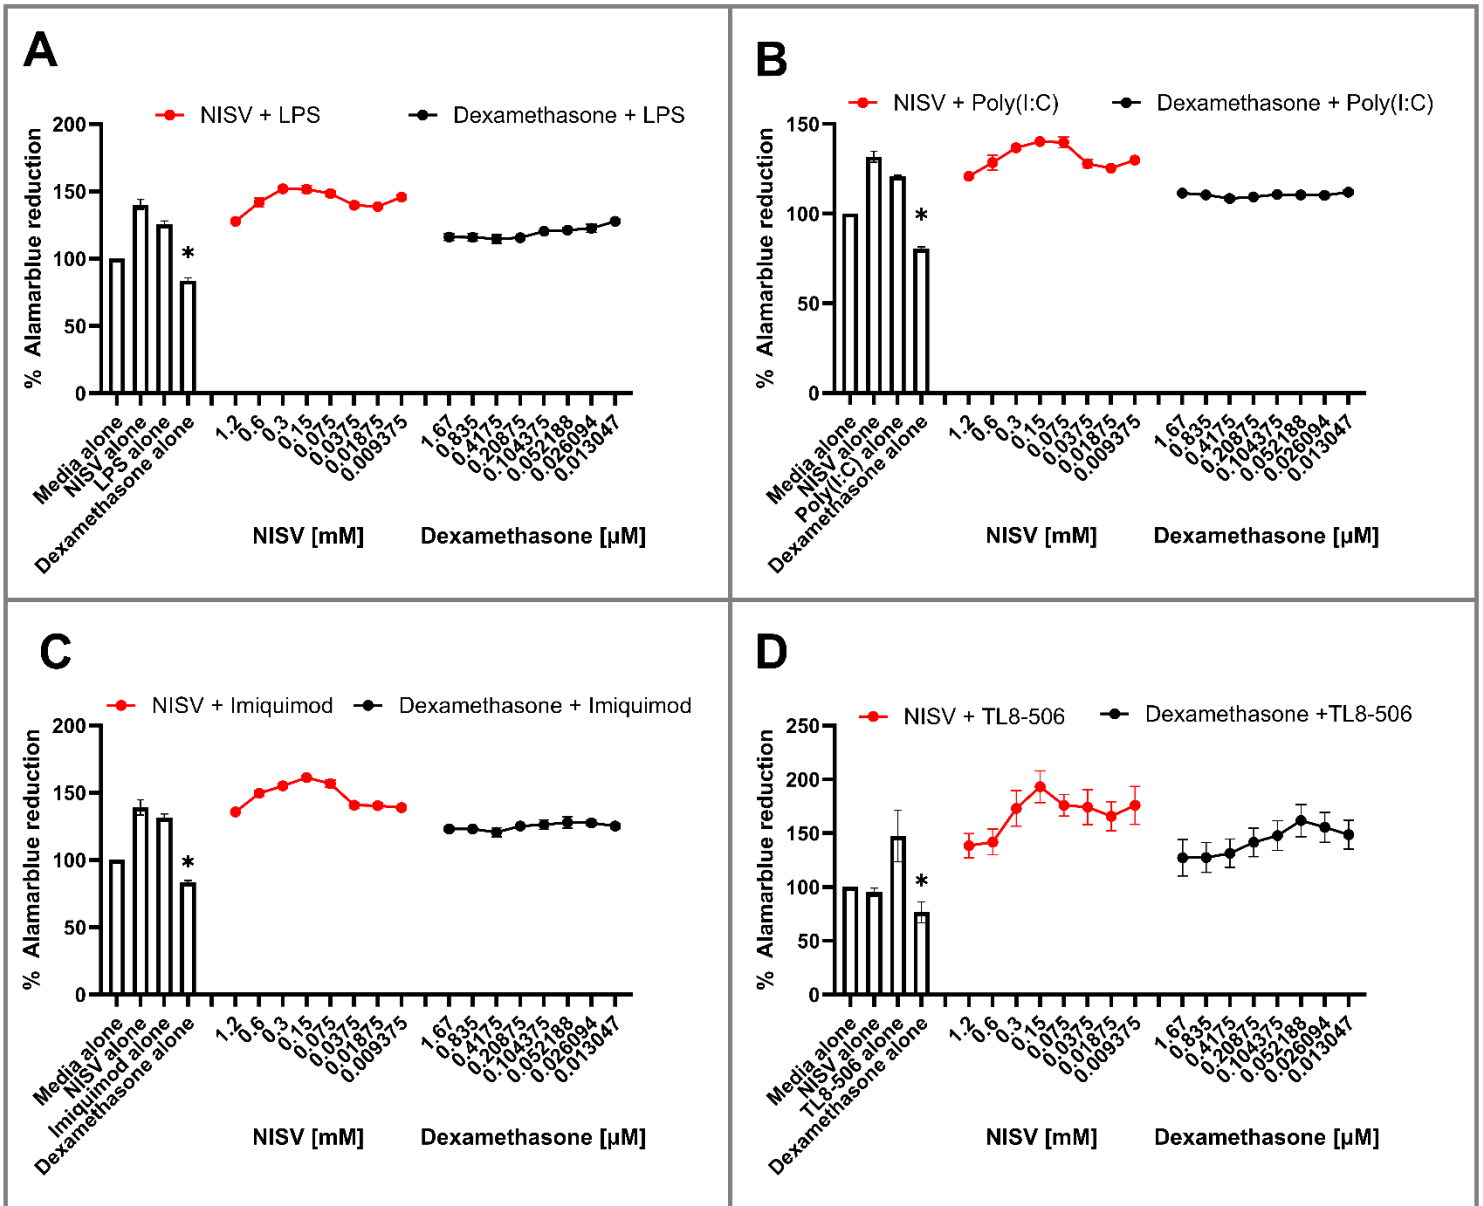 A
NISV + LPS
Dexamethasone + LPS
% Alamarblue reduction
200
150
100
50
0
*
Media alone
NISV alone
LPS alone
Dexamethasone alone
1.2
0.6
0.3
0.15
0.075
0.0375
0.01875
0.009375
1.67
0.835
0.4175
0.20875
0.104375
0.052188
0.026094
0.013047
NISV [mM]
Dexamethasone [µM]
B
NISV + Poly(I:C)
Dexamethasone + Poly(I:C)
% Alamarblue reduction
150
100
50
0
*
Media alone
NISV alone
Poly(I:C) alone
Dexamethasone alone
1.2
0.6
0.3
0.15
0.075
0.0375
0.01875
0.009375
1.67
0.835
0.4175
0.20875
0.104375
0.052188
0.026094
0.013047
NISV [mM]
Dexamethasone [µM]
C
NISV + Imiquimod
Dexamethasone + Imiquimod
% Alamarblue reduction
200
150
100
50
0
*
Media alone
NISV alone
Imiquimod alone
Dexamethasone alone
1.2
0.6
0.3
0.15
0.075
0.0375
0.01875
0.009375
1.67
0.835
0.4175
0.20875
0.104375
0.052188
0.026094
0.013047
NISV [mM]
Dexamethasone [µM]
D
NISV + TL8-506
Dexamethasone +TL8-506
% Alamarblue reduction
250
200
150
100
50
0
*
Media alone
NISV alone
TL8-506 alone
Dexamethasone alone
1.2
0.6
0.3
0.15
0.075
0.0375
0.01875
0.009375
1.67
0.835
0.4175
0.20875
0.104375
0.052188
0.026094
0.013047
NISV [mM]
Dexamethasone [µM]